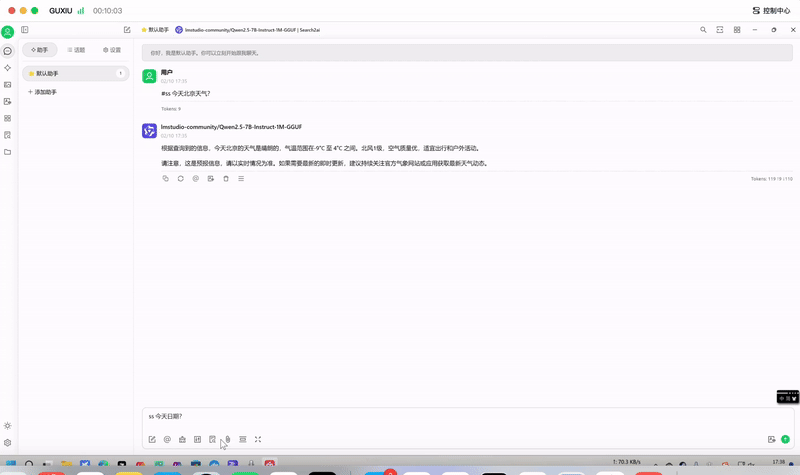 GUXIU 00:10:03 控制中心
默认助手 lmstudio-community/Qwen2.5-7B-Instruct-1M-GGUF | Search2ai
助手 话题 设置
默认助手 1
添加助手
你好，我是默认助手。你可以立刻开始跟我聊天。
用户
02/10 17:35
#ss 今天北京天气?
Tokens: 9
lmstudio-community/Qwen2.5-7B-Instruct-1M-GGUF
02/10 17:35
根据查询到的信息，今天北京的天气是晴朗的，气温范围在-9℃ 至 4℃ 之间。北风1级，空气质量优，适宜出行和户外活动。
请注意，这是预报信息，请以实时情况为准。如果需要最新的即时更新，建议持续关注官方气象网站或应用获取最新天气动态。
ss 今天日期?
↑: 70.3 KB/s
17:38